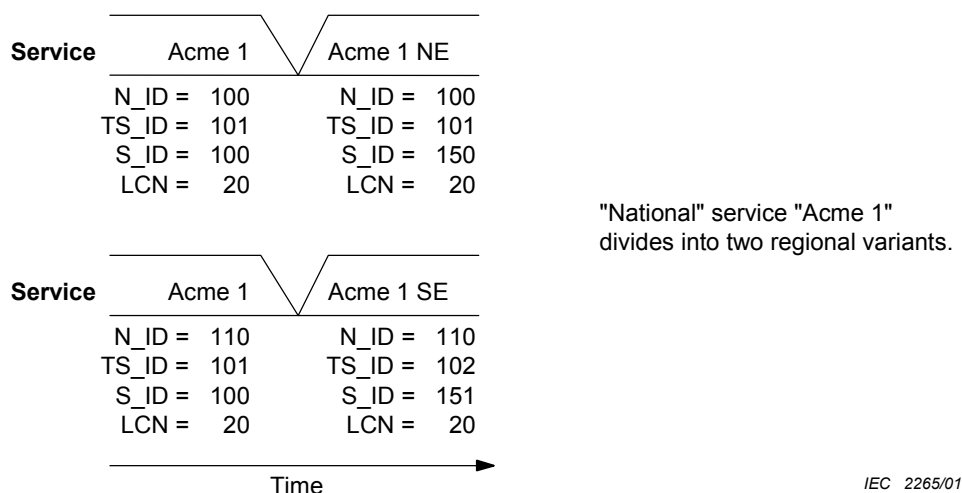 Service Acme 1 Acme 1 NE
N_ID = 100 N_ID = 100
TS_ID = 101 TS_ID = 101
S_ID = 100 S_ID = 150
LCN = 20 LCN = 20
"National" service "Acme 1"
divides into two regional variants.
Service Acme 1 Acme 1 SE
N_ID = 110 N_ID = 110
TS_ID = 101 TS_ID = 102
S_ID = 100 S_ID = 151
LCN = 20 LCN = 20
Time
IEC 2265/01